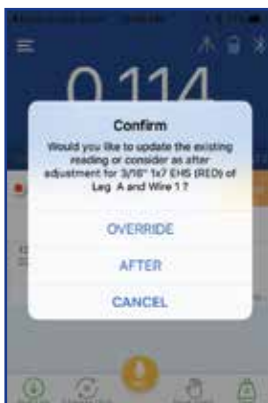 0.114
Confirm
Would you like to update the existing
reading or consider as after
adjustment for 3/16" 1x7 EHS (RED) of
Leg A and Wire 1 ?
OVERRIDE
AFTER
CANCEL